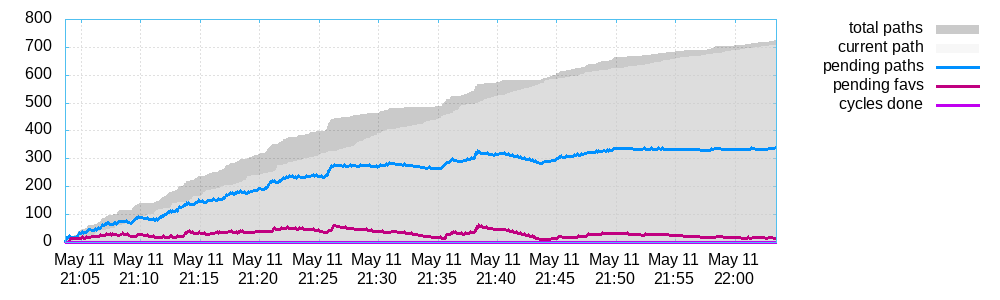 800
700
600
500
400
300
200
100
0
May 11 May 11 May 11 May 11 May 11 May 11 May 11 May 11 May 11 May 11 May 11 May 11
21:05 21:10 21:15 21:20 21:25 21:30 21:35 21:40 21:45 21:50 21:55 22:00
total paths
current path
pending paths
pending favs
cycles done